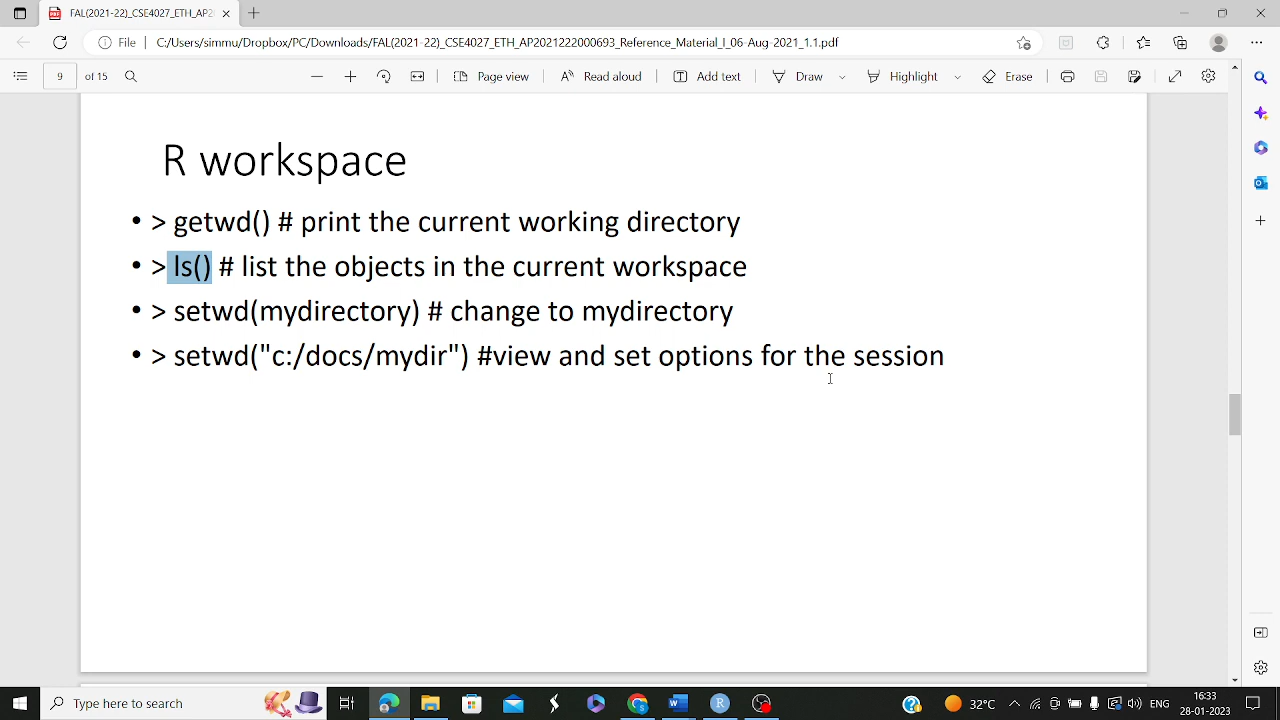 FAL(2021-22)_CSE4027_ETH_AP2
File
C:/Users/simmu/Dropbox/PC/Downloads/FAL(2021-22)_CSE4027_ETH_AP2021222000693_Reference_Material_I_06-Aug-2021_1.1.pdf
9 of 15
Page view
Read aloud
Add text
Draw
Highlight
Erase
R workspace
• > getwd() # print the current working directory
• > ls() # list the objects in the current workspace
• > setwd(mydirectory) # change to mydirectory
• > setwd("c:/docs/mydir") #view and set options for the session
Type here to search
32°C
ENG
16:33
28-01-2023